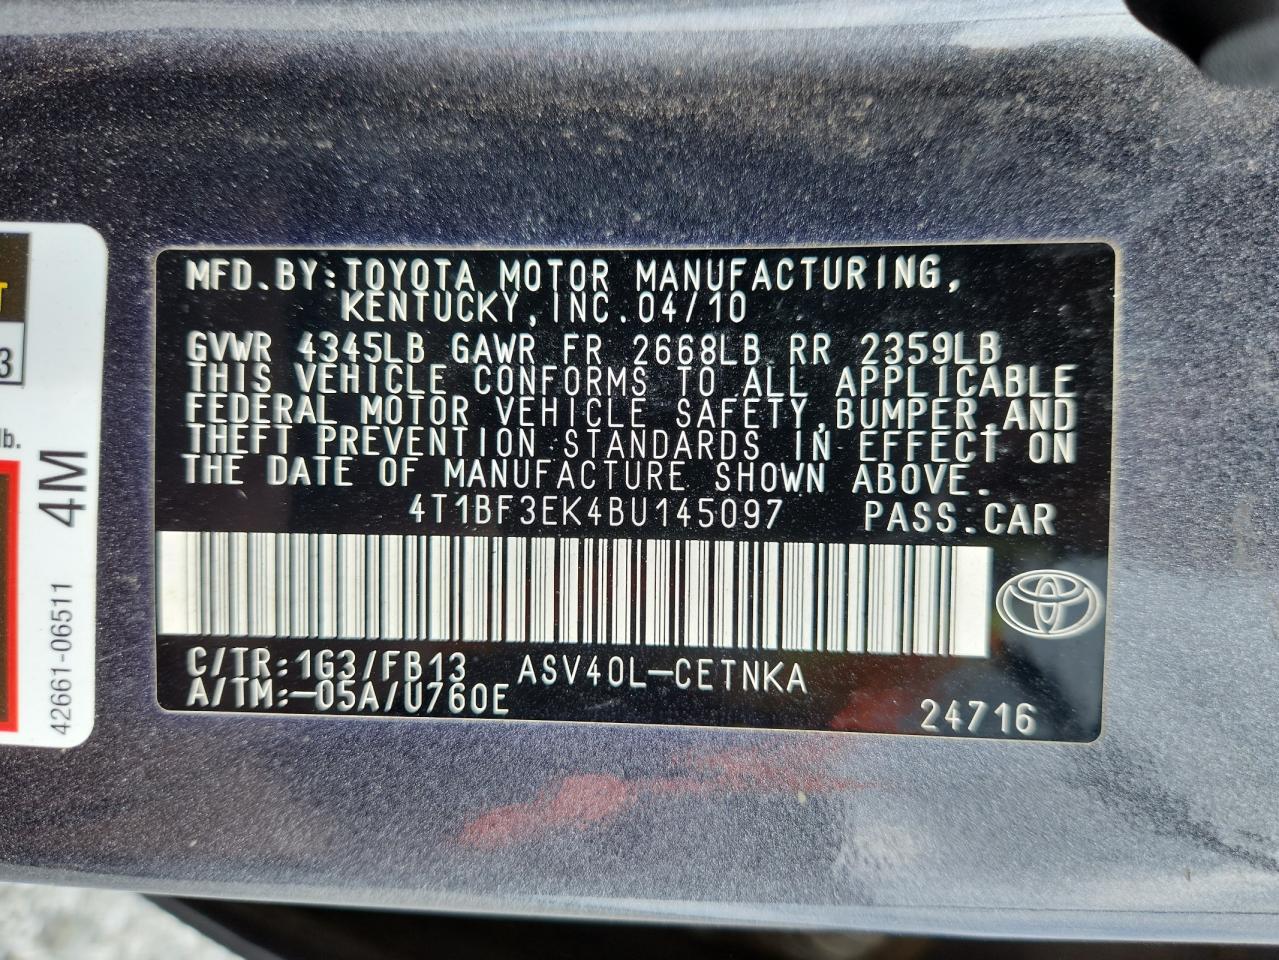 MFD.BY:TOYOTA MOTOR MANUFACTURING,
KENTUCKY,INC.04/10
GVWR 4345LB GAWR FR 2668LB RR 2359LB
THIS VEHICLE CONFORMS TO ALL APPLICABLE
FEDERAL MOTOR VEHICLE SAFETY,BUMPER,AND
THEFT PREVENTION STANDARDS IN EFFECT ON
THE DATE OF MANUFACTURE SHOWN ABOVE.
4T1BF3EK4BU145097 PASS.CAR
C/TR:1G3/FB13 ASV40L-CETNKA
A/TM:-05A/U760E
24716
T
3
lb.
4M
42661-06511